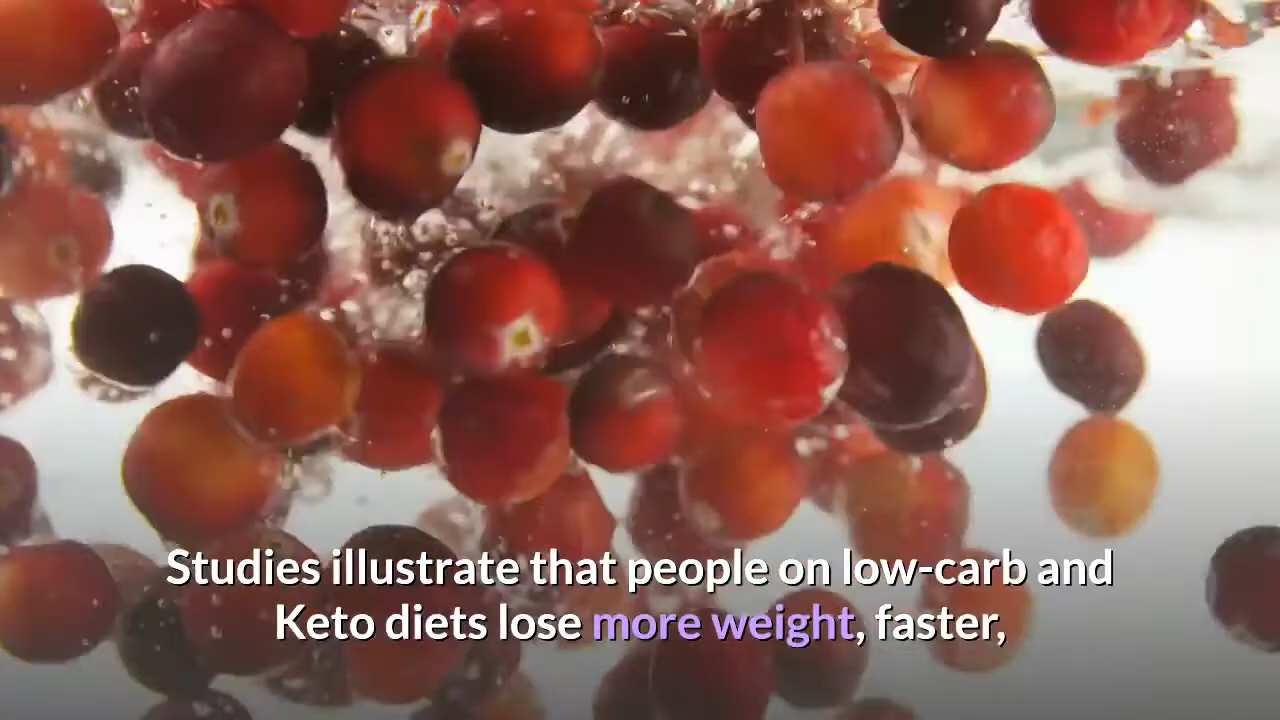 Studies illustrate that people on low-carb and
Keto diets lose more weight, faster,